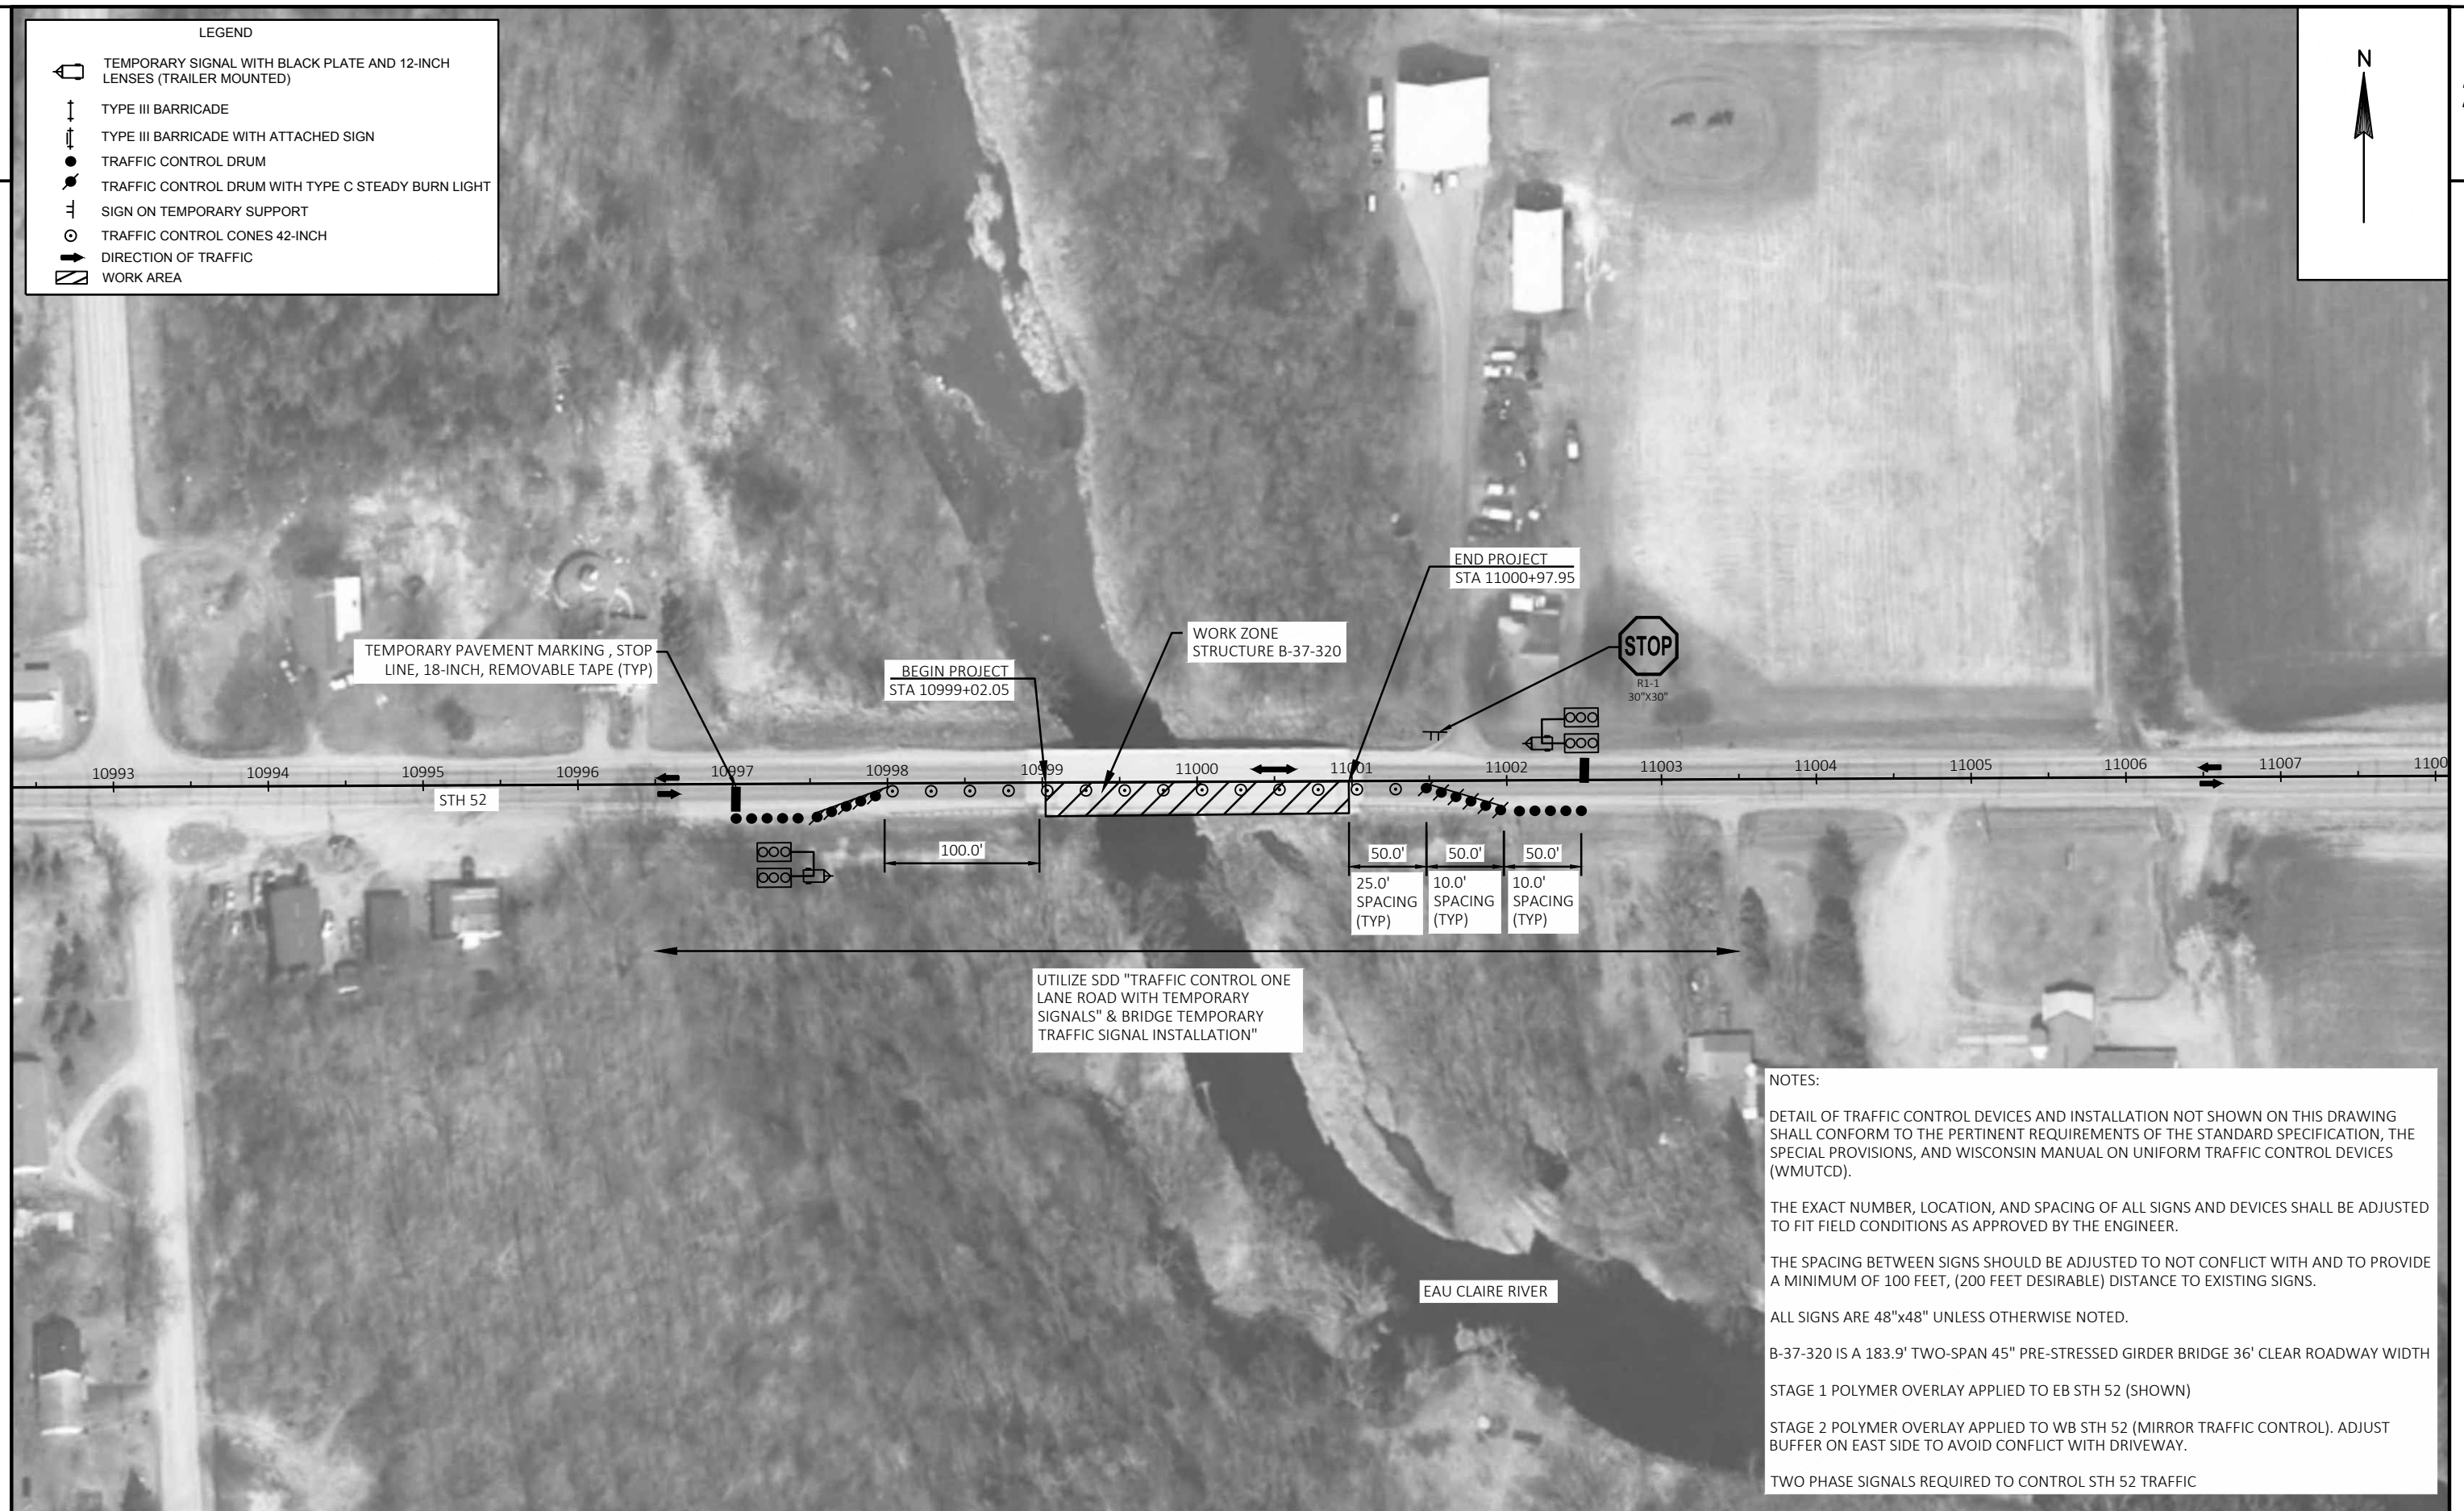 LEGEND
TEMPORARY SIGNAL WITH BLACK PLATE AND 12-INCH
LENSES (TRAILER MOUNTED)
TYPE III BARRICADE
TYPE III BARRICADE WITH ATTACHED SIGN
TRAFFIC CONTROL DRUM
TRAFFIC CONTROL DRUM WITH TYPE C STEADY BURN LIGHT
SIGN ON TEMPORARY SUPPORT
TRAFFIC CONTROL CONES 42-INCH
DIRECTION OF TRAFFIC
WORK AREA
N
END PROJECT
STA 11000+97.95
WORK ZONE
STRUCTURE B-37-320
STOP
R1-1
30"X30"
TEMPORARY PAVEMENT MARKING , STOP
LINE, 18-INCH, REMOVABLE TAPE (TYP)
BEGIN PROJECT
STA 10999+02.05
10993 10994 10995 10996 10997 10998 10999 11000 11001 11002 11003 11004 11005 11006 11007 1100
STH 52
100.0'
50.0' 50.0' 50.0'
25.0'
SPACING
(TYP)
10.0'
SPACING
(TYP)
10.0'
SPACING
(TYP)
UTILIZE SDD "TRAFFIC CONTROL ONE
LANE ROAD WITH TEMPORARY
SIGNALS" & BRIDGE TEMPORARY
TRAFFIC SIGNAL INSTALLATION"
EAU CLAIRE RIVER
NOTES:
DETAIL OF TRAFFIC CONTROL DEVICES AND INSTALLATION NOT SHOWN ON THIS DRAWING
SHALL CONFORM TO THE PERTINENT REQUIREMENTS OF THE STANDARD SPECIFICATION, THE
SPECIAL PROVISIONS, AND WISCONSIN MANUAL ON UNIFORM TRAFFIC CONTROL DEVICES
(WMUTCD).
THE EXACT NUMBER, LOCATION, AND SPACING OF ALL SIGNS AND DEVICES SHALL BE ADJUSTED
TO FIT FIELD CONDITIONS AS APPROVED BY THE ENGINEER.
THE SPACING BETWEEN SIGNS SHOULD BE ADJUSTED TO NOT CONFLICT WITH AND TO PROVIDE
A MINIMUM OF 100 FEET, (200 FEET DESIRABLE) DISTANCE TO EXISTING SIGNS.
ALL SIGNS ARE 48"x48" UNLESS OTHERWISE NOTED.
B-37-320 IS A 183.9' TWO-SPAN 45" PRE-STRESSED GIRDER BRIDGE 36' CLEAR ROADWAY WIDTH
STAGE 1 POLYMER OVERLAY APPLIED TO EB STH 52 (SHOWN)
STAGE 2 POLYMER OVERLAY APPLIED TO WB STH 52 (MIRROR TRAFFIC CONTROL). ADJUST
BUFFER ON EAST SIDE TO AVOID CONFLICT WITH DRIVEWAY.
TWO PHASE SIGNALS REQUIRED TO CONTROL STH 52 TRAFFIC